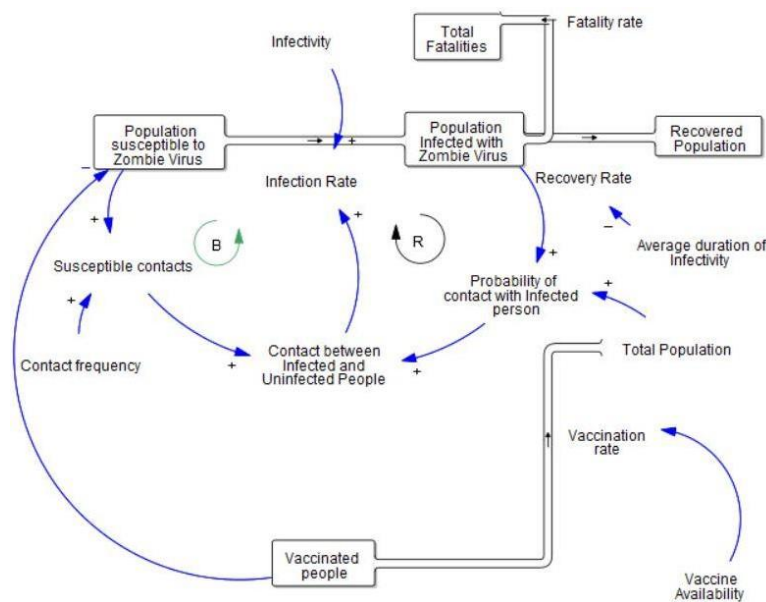 Total
Fatalities
Fatality rate
Infectivity
Population
susceptible to
Zombie Virus
Population
Infected with
Zombie Virus
Recovered
Population
+
−
Infection Rate
Recovery Rate
+
+
−
B
R
Average duration of
Infectivity
Susceptible contacts
+
Probability of
contact with Infected
person
+
+
Contact frequency
Contact between
Infected and
Uninfected People
+
+
Total Population
Vaccination
rate
Vaccinated
people
Vaccine
Availability